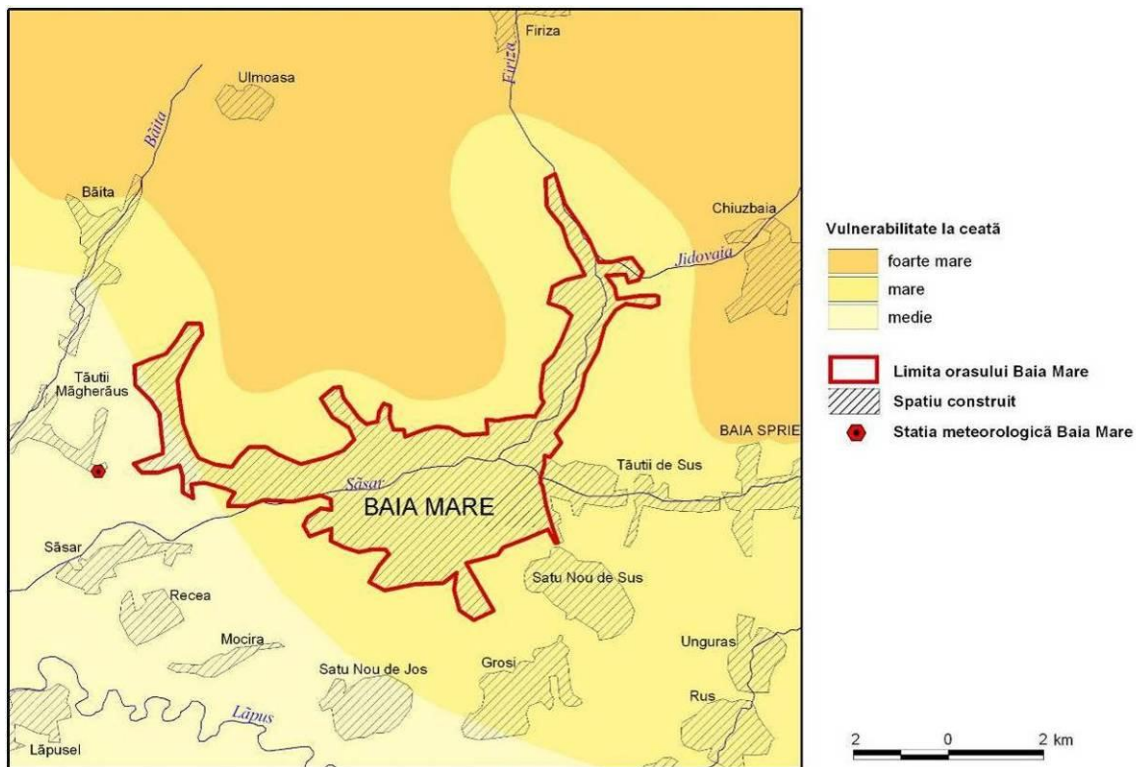 Firiza
Firiza
Ulmoasa
Băita
Băita
Chiuzbaia
Jidovaia
Tăutii
Măgherăus
BAIA SPRIE
Tăutii de Sus
Săsar
BAIA MARE
Săsar
Satu Nou de Sus
Recea
Mocira
Unguras
Satu Nou de Jos
Grosi
Rus
Lăpus
Lăpusel
Vulnerabilitate la ceată
foarte mare
mare
medie
Limita orasului Baia Mare
Spatiu construit
Statia meteorologică Baia Mare
2 0 2 km